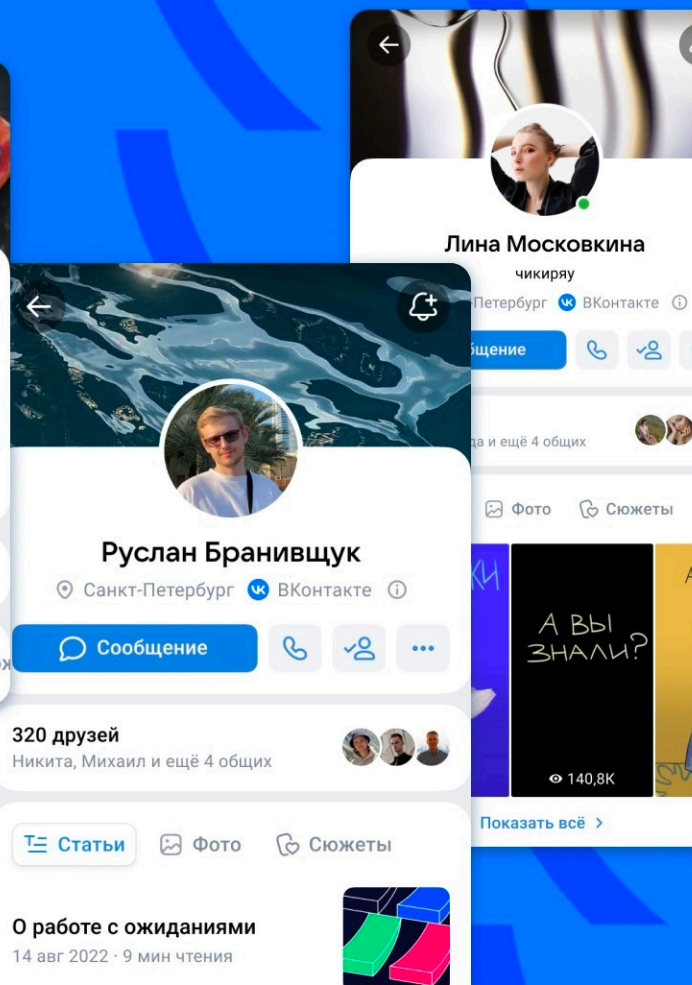 Лина Московкина
чикиряу
Петербург ВКонтакте
щение
и ещё 4 общих
Фото Сюжеты
КИ
А ВЫ
ЗНАЛИ?
140,8K
Показать всё
Руслан Бранивщук
Санкт-Петербург ВКонтакте
Сообщение
320 друзей
Никита, Михаил и ещё 4 общих
Статьи Фото Сюжеты
О работе с ожиданиями
14 авг 2022 · 9 мин чтения